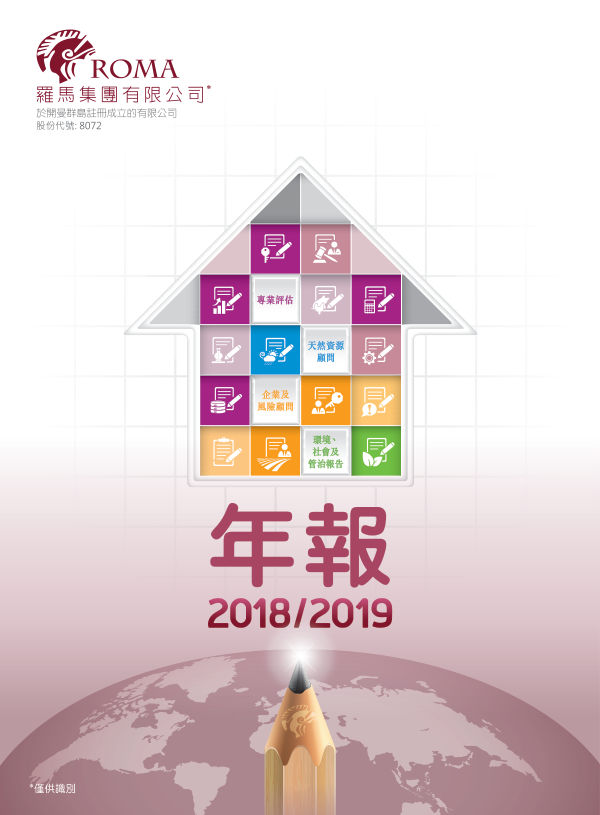 ROMA
羅馬集團有限公司*
於開曼群島註冊成立的有限公司
股份代號: 8072
專業評估
天然資源
顧問
企業及
風險顧問
環境、
社會及
管治報告
年報
2018/2019
*僅供識別